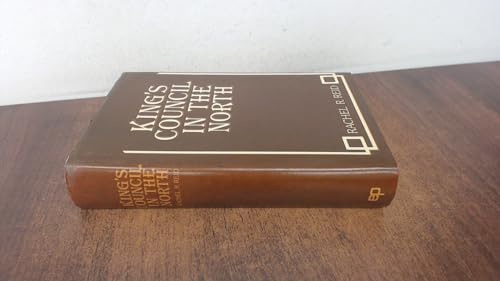 KING'S
COUNCIL
IN THE
NORTH
RACHEL R. REID
KING'S
COUNCIL
IN THE
NORTH
RACHEL R. REID
ep